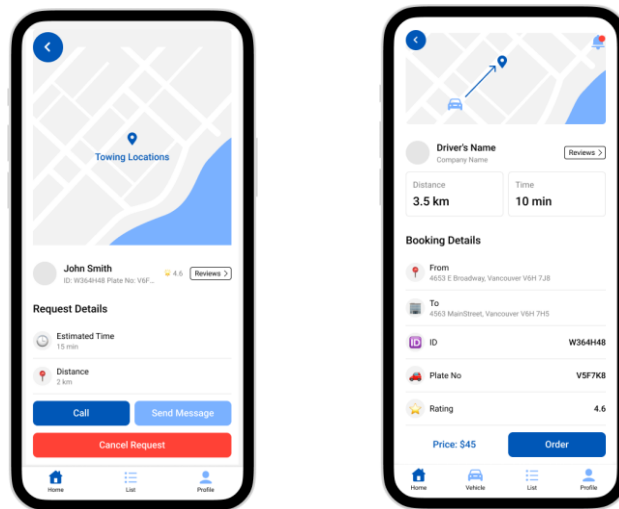 Towing Locations
John Smith
ID: W364H48 Plate No: V6F...
4.6
Reviews >
Request Details
Estimated Time
15 min
Distance
2 km
Call
Send Message
Cancel Request
Home
List
Profile
Driver's Name
Company Name
Reviews >
Distance
3.5 km
Time
10 min
Booking Details
From
4653 E Broadway, Vancouver V6H 7J8
To
4563 MainStreet, Vancouver V6H 7H5
ID
ID
W364H48
Plate No
V5F7K8
Rating
4.6
Price: $45
Order
Home
Vehicle
List
Profile